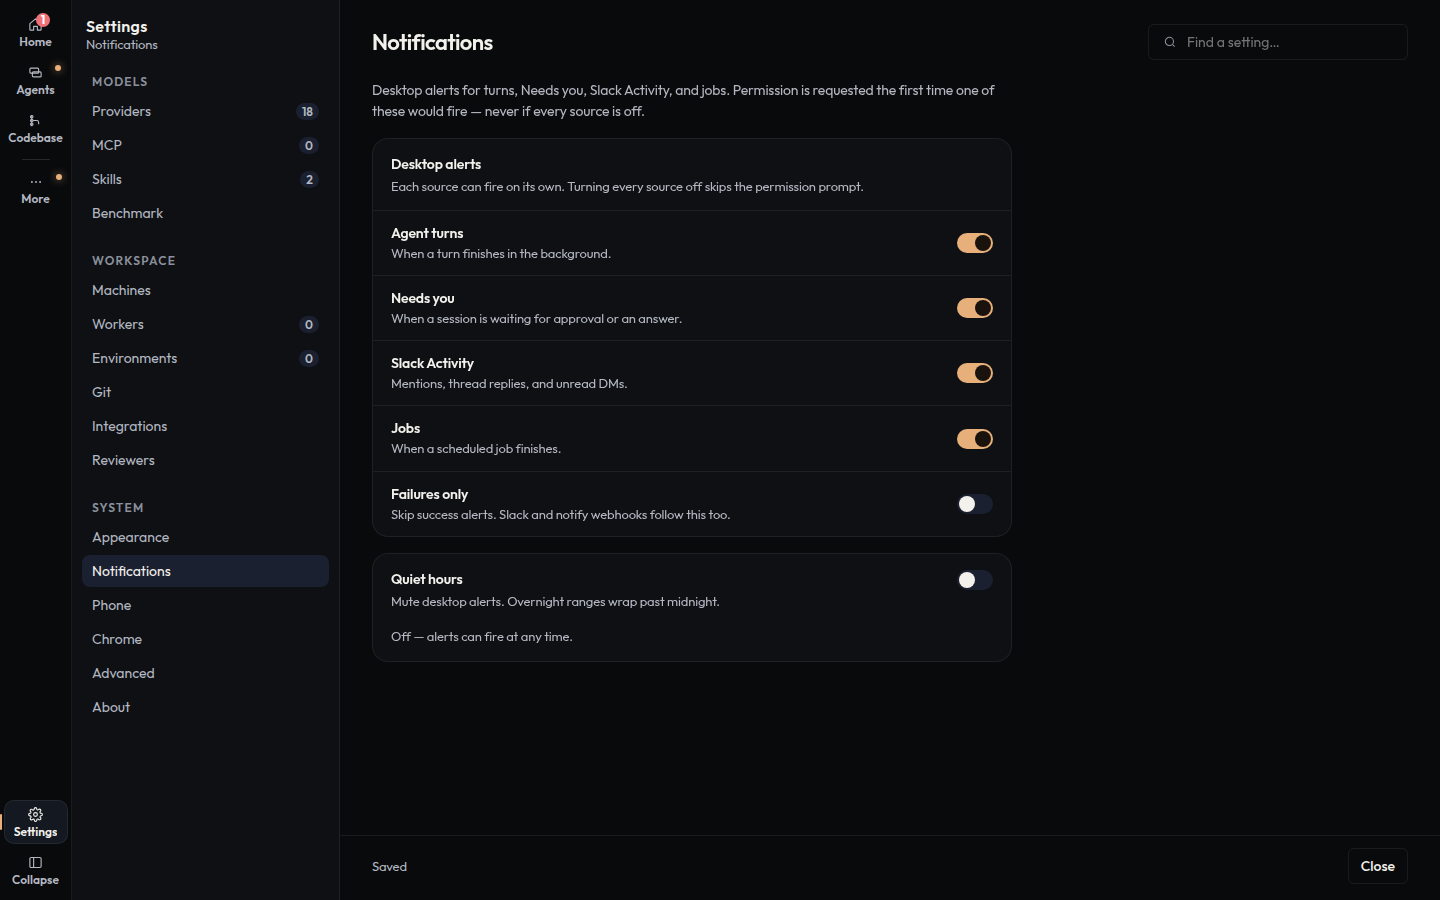 1
Home
Agents
Codebase
More
Settings
Collapse
Settings
Notifications
MODELS
Providers 18
MCP 0
Skills 2
Benchmark
WORKSPACE
Machines
Workers 0
Environments 0
Git
Integrations
Reviewers
SYSTEM
Appearance
Notifications
Phone
Chrome
Advanced
About
Notifications
Find a setting...
Desktop alerts for turns, Needs you, Slack Activity, and jobs. Permission is requested the first time one of
these would fire — never if every source is off.
Desktop alerts
Each source can fire on its own. Turning every source off skips the permission prompt.
Agent turns
When a turn finishes in the background.
Needs you
When a session is waiting for approval or an answer.
Slack Activity
Mentions, thread replies, and unread DMs.
Jobs
When a scheduled job finishes.
Failures only
Skip success alerts. Slack and notify webhooks follow this too.
Quiet hours
Mute desktop alerts. Overnight ranges wrap past midnight.
Off — alerts can fire at any time.
Saved
Close